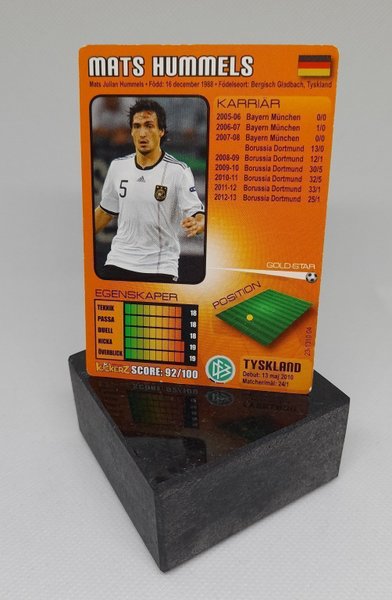 MATS HUMMELS
Mats Julian Hummels • Född: 16 december 1988 • Födelseort: Bergisch Gladbach, Tyskland
KARRIÄR
2005-06 Bayern München 0/0
2006-07 Bayern München 1/0
2007-08 Bayern München 0/0
Borussia Dortmund 13/0
2008-09 Borussia Dortmund 12/1
2009-10 Borussia Dortmund 30/5
2010-11 Borussia Dortmund 32/5
2011-12 Borussia Dortmund 33/1
2012-13 Borussia Dortmund 25/1
5
GOLD-STAR
EGENSKAPER
TEKNIK 18
PASSA 18
DUELL 18
NICKA 19
ÖVERBLICK 19
KICKERZ SCORE: 92/100
POSITION
DFB
TYSKLAND
Debut: 13 maj 2010
Matcher/mål: 24/1